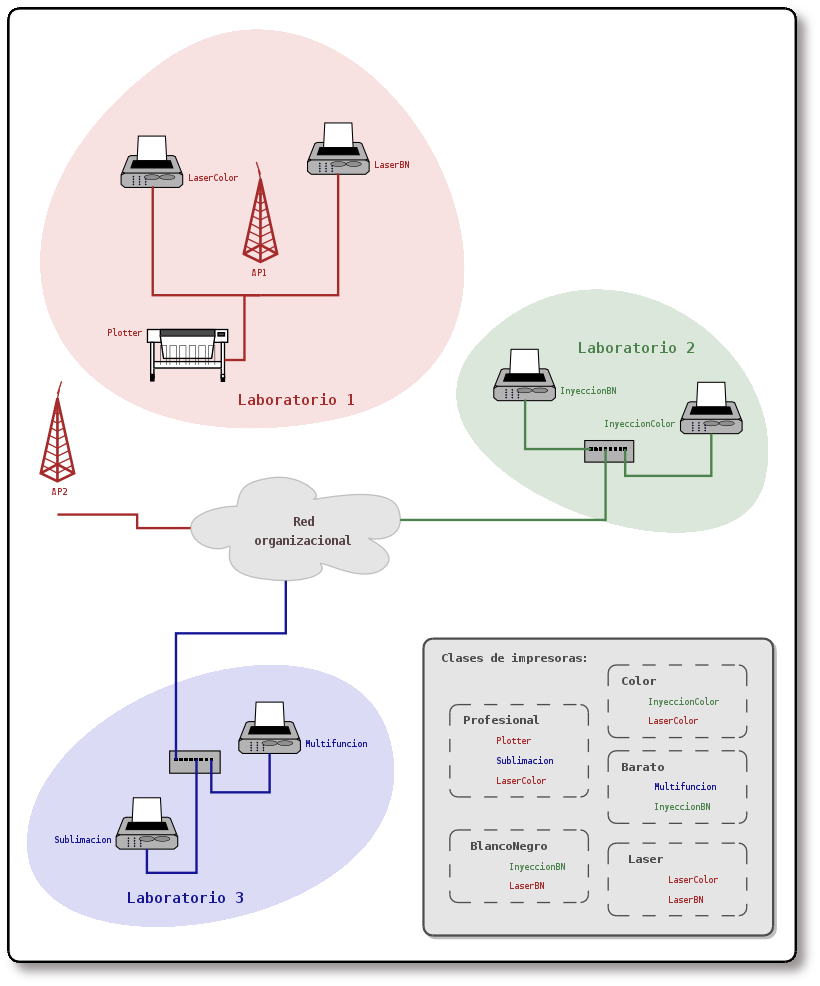 LaserColor
LaserBN
AP1
Plotter
Laboratorio 1
Laboratorio 2
InyeccionBN
InyeccionColor
AP2
Red
organizacional
Multifuncion
Sublimacion
Laboratorio 3
Clases de impresoras:
Profesional
Plotter
Sublimacion
LaserColor
BlancoNegro
InyeccionBN
LaserBN
Color
InyeccionColor
LaserColor
Barato
Multifuncion
InyeccionBN
Laser
LaserColor
LaserBN